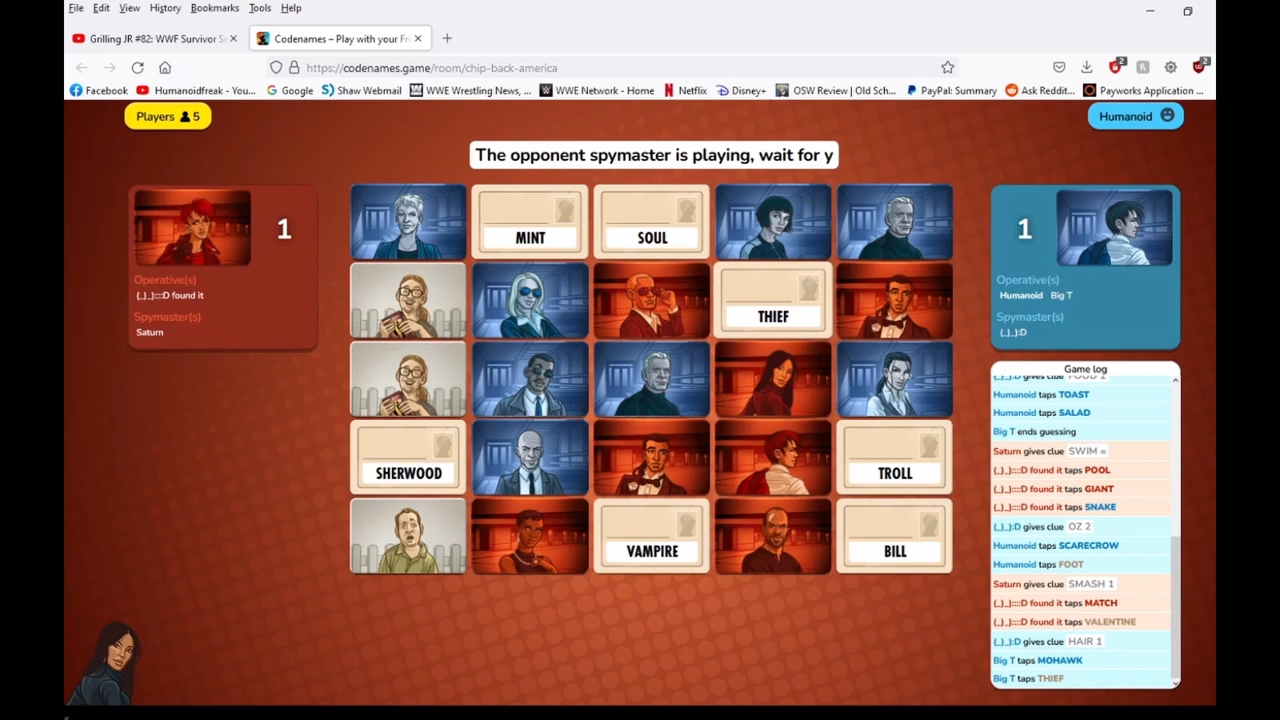 File Edit View History Bookmarks Tools Help
Grilling JR #82: WWF Survivor Se
Codenames – Play with your Fri
https://codenames.game/room/chip-back-america
2
2
Facebook Humanoidfreak - You... Google Shaw Webmail WWE Wrestling News, ... WWE Network - Home Netflix Disney+ OSW Review | Old Sch... PayPal: Summary Ask Reddit... Payworks Application ...
Players 5
Humanoid
The opponent spymaster is playing, wait for y
1
Operative(s)
(_)_)::::D found it
Spymaster(s)
Saturn
MINT
SOUL
THIEF
SHERWOOD
TROLL
VAMPIRE
BILL
1
Operative(s)
Humanoid Big T
Spymaster(s)
(_)_):D
Game log
(_)_):D gives clue FOOD 2
Humanoid taps TOAST
Humanoid taps SALAD
Big T ends guessing
Saturn gives clue SWIM ∞
(_)_)::::D found it taps POOL
(_)_)::::D found it taps GIANT
(_)_)::::D found it taps SNAKE
(_)_):D gives clue OZ 2
Humanoid taps SCARECROW
Humanoid taps FOOT
Saturn gives clue SMASH 1
(_)_)::::D found it taps MATCH
(_)_)::::D found it taps VALENTINE
(_)_):D gives clue HAIR 1
Big T taps MOHAWK
Big T taps THIEF